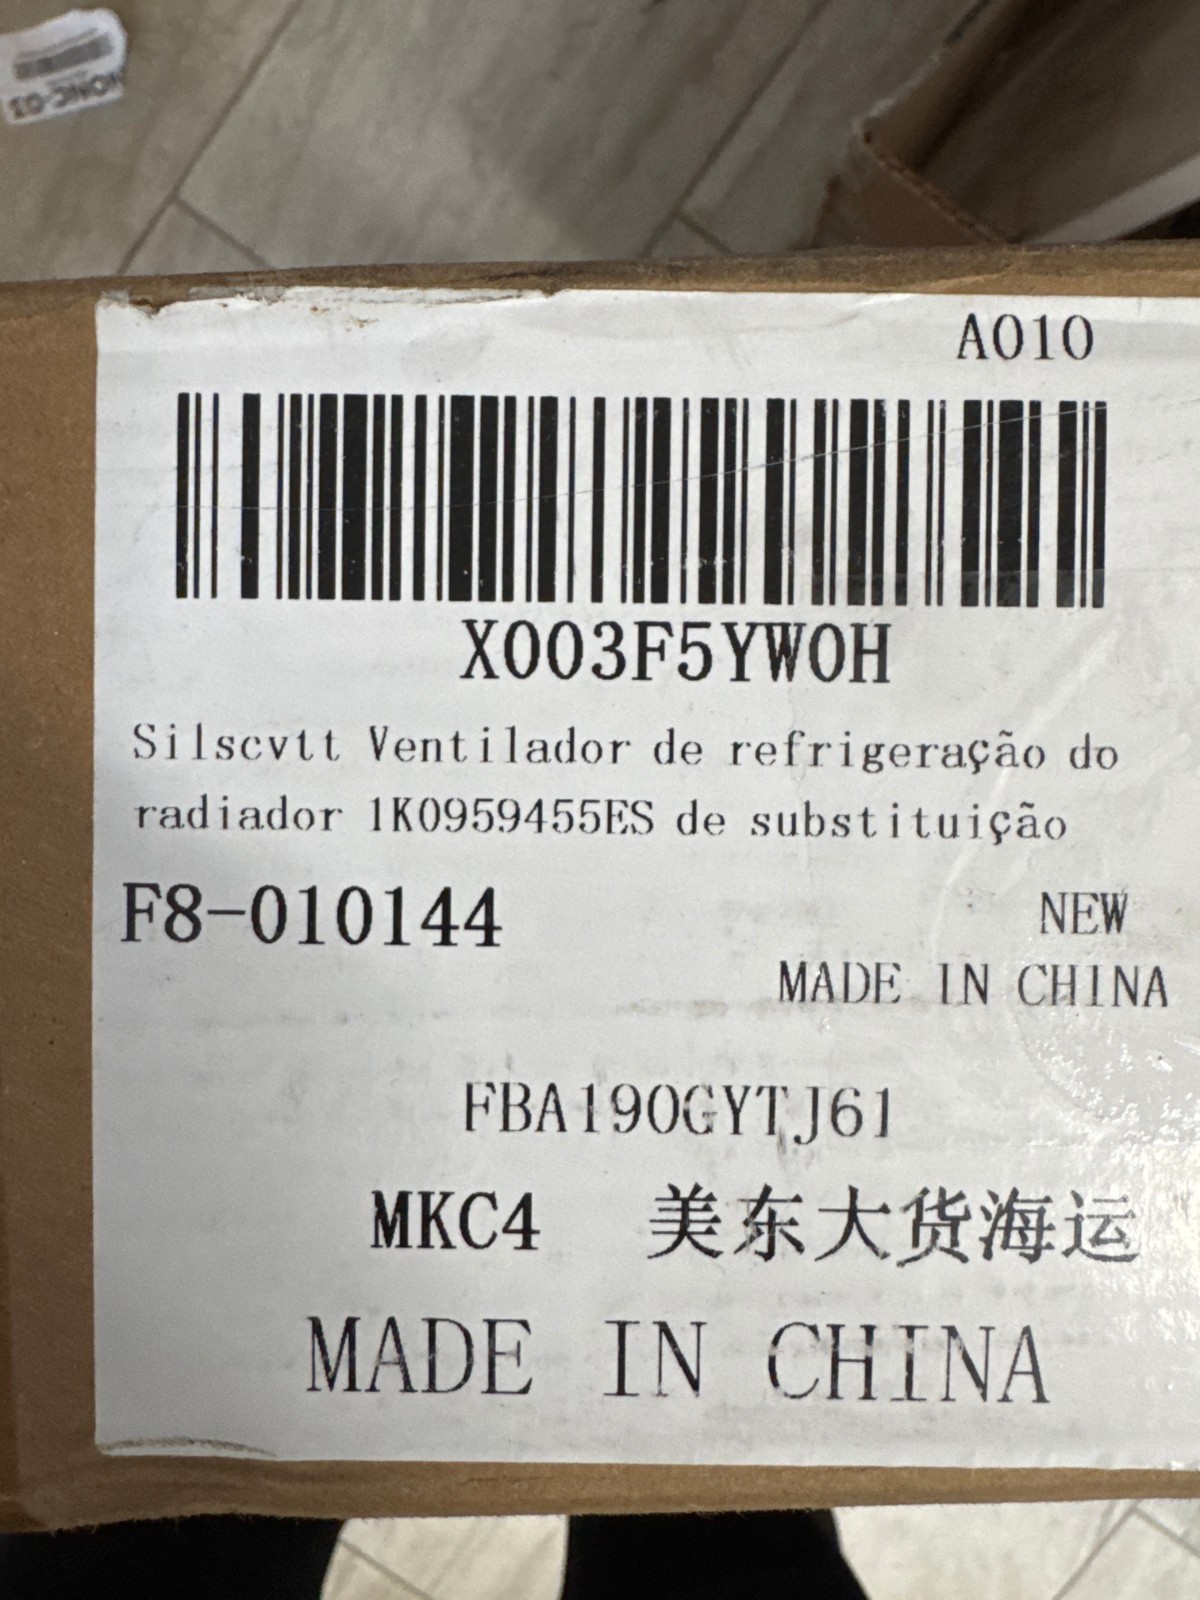 A010
X003F5YW0H
Silscvtt Ventilador de refrigeração do
radiador 1K0959455ES de substituição
F8-010144
NEW
MADE IN CHINA
FBA190GYTJ61
MKC4 美东大货海运
MADE IN CHINA